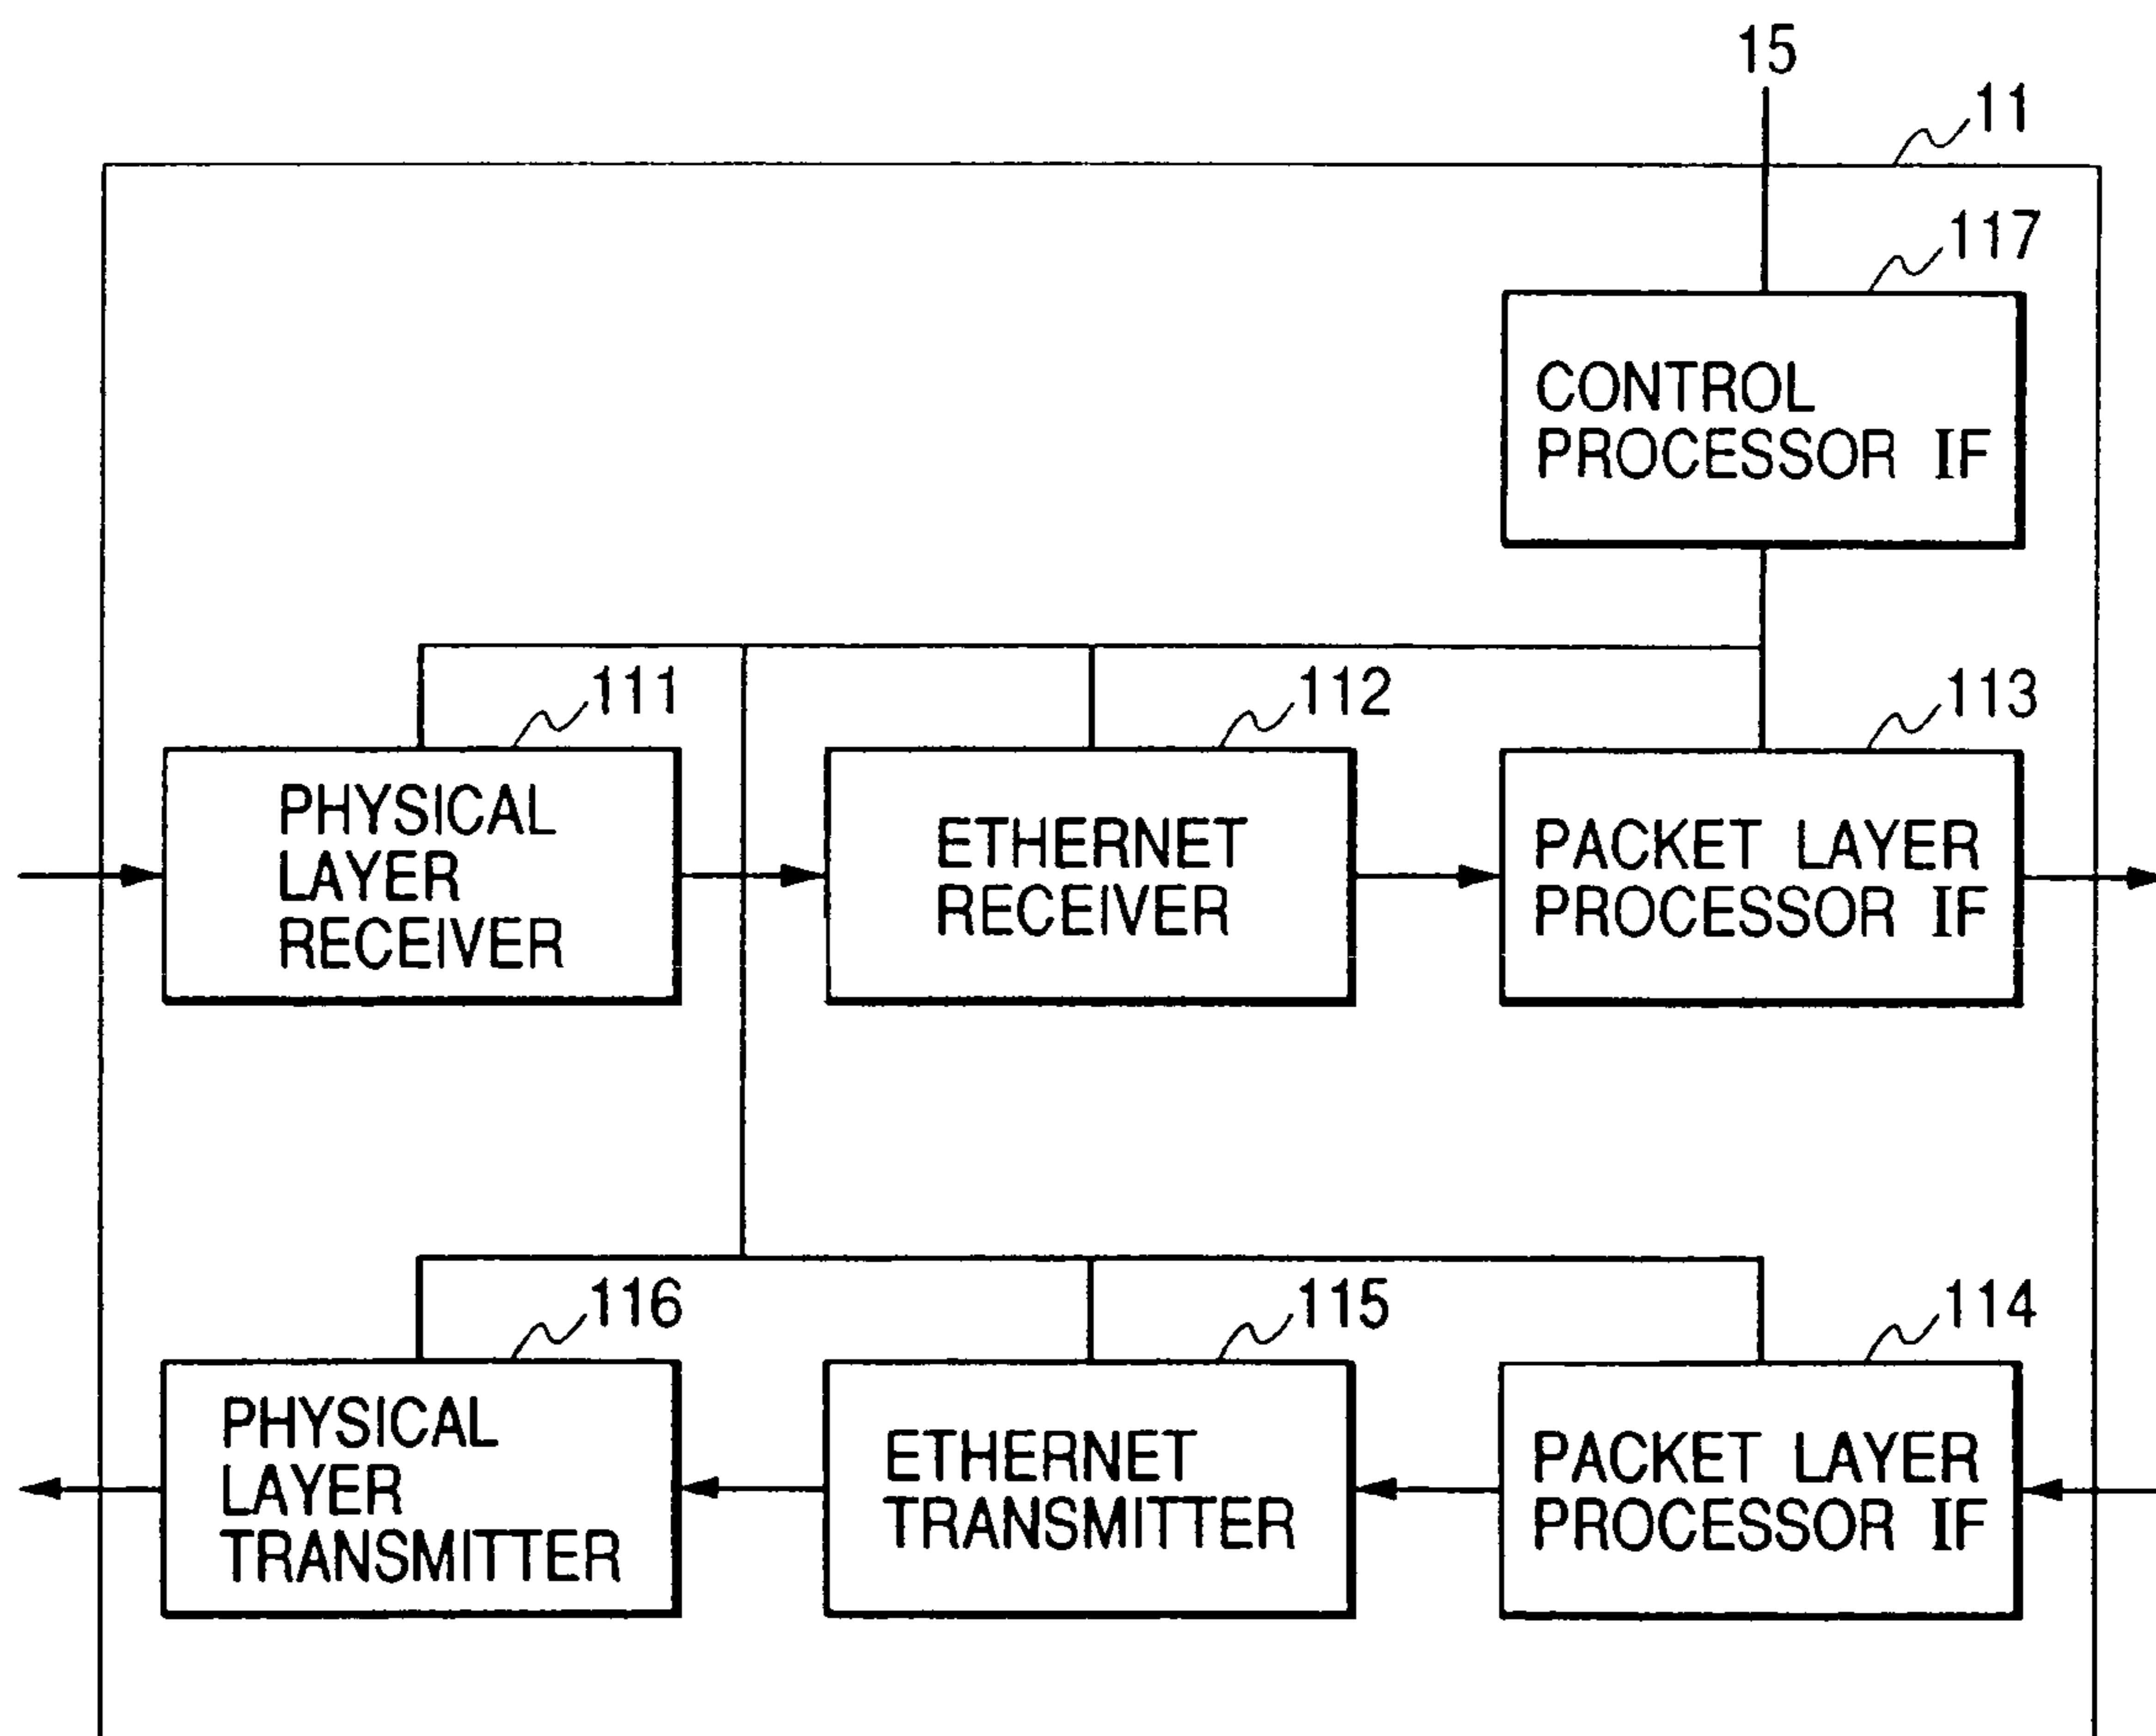 15
11
117
CONTROL
PROCESSOR IF
111
112
113
PHYSICAL
LAYER
RECEIVER
ETHERNET
RECEIVER
PACKET LAYER
PROCESSOR IF
116
115
114
PHYSICAL
LAYER
TRANSMITTER
ETHERNET
TRANSMITTER
PACKET LAYER
PROCESSOR IF